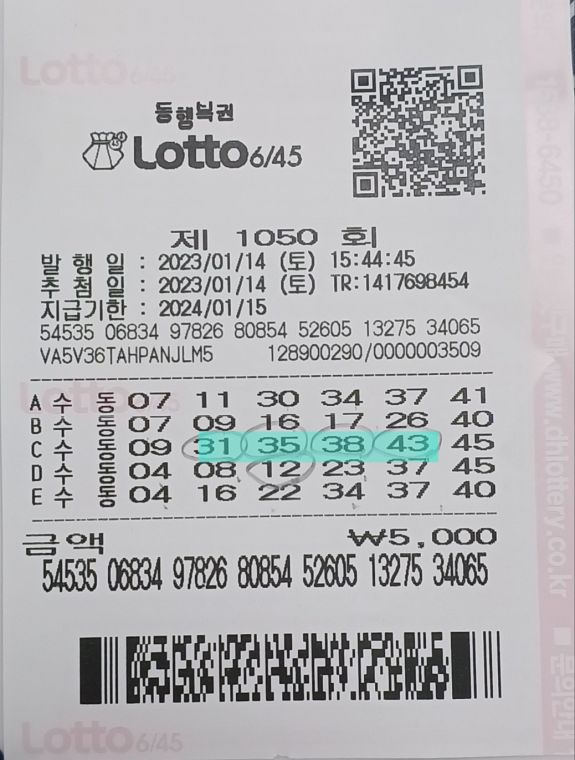 Lotto 6/45
동행복권
Lotto 6/45
제 1050 회
발 행 일 : 2023/01/14 (토) 15:44:45
추 첨 일 : 2023/01/14 (토) TR:1417698454
지급기한 : 2024/01/15
54535 06834 97826 80854 52605 13275 34065
VA5V36TAHPANJLM5 128900290/0000003509
A 수 동 07 11 30 34 37 41
B 수 동 07 09 16 17 26 40
C 수 동 09 31 35 38 43 45
D 수 동 04 08 12 23 37 45
E 수 동 04 16 22 34 37 40
금액 ₩5,000
54535 06834 97826 80854 52605 13275 34065
Lotto 6/45
www.dhlottery.co.kr